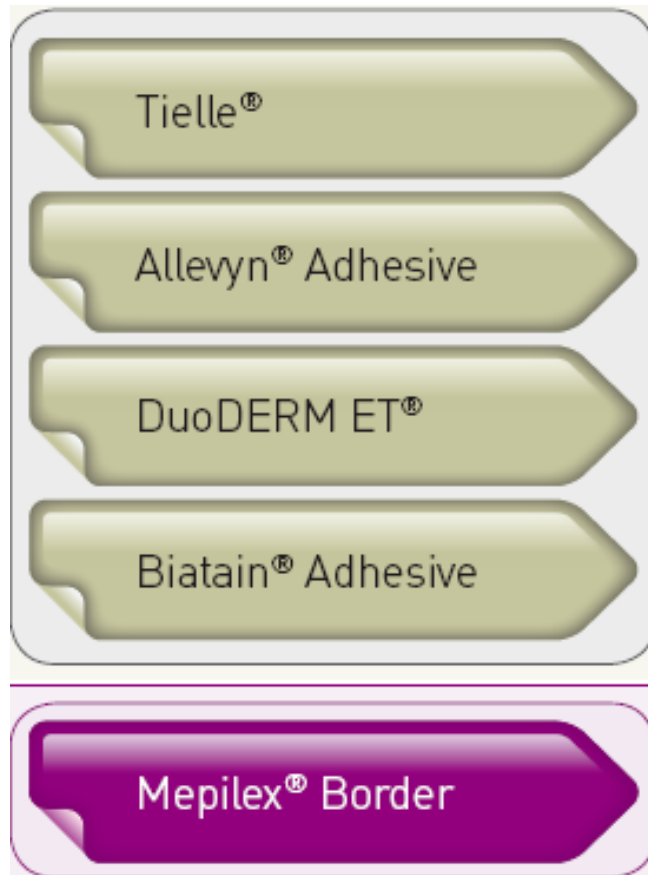 Tielle®
Allevyn® Adhesive
DuoDERM ET®
Biatain® Adhesive
Mepilex® Border